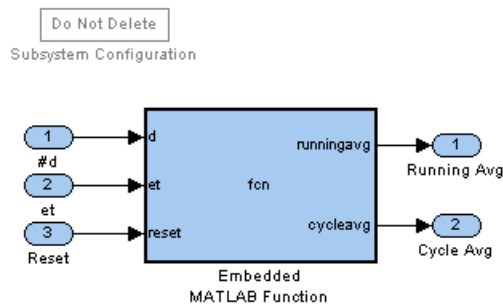 Do Not Delete
Subsystem Configuration
1
#d
2
et
3
Reset
d
et
reset
fcn
runningavg
cycleavg
Embedded
MATLAB Function
1
Running Avg
2
Cycle Avg